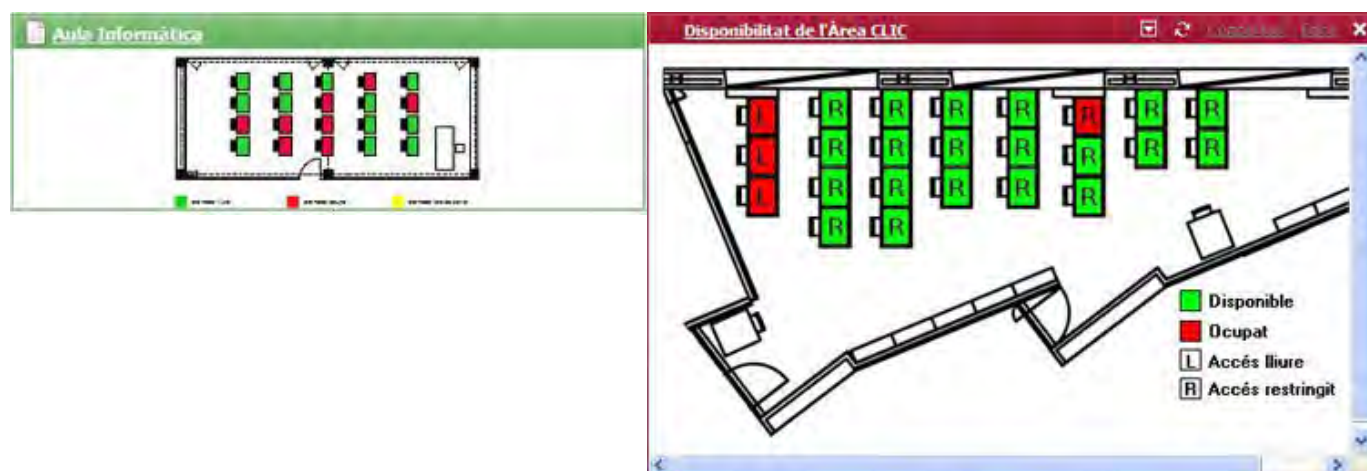 Aula Informàtica
Disponibilitat de l'Àrea CLIC
L R R R R R R R
L R R R R R R R
L R R R R R
R R
Disponible
Ocupat
L Accés lliure
R Accés restringit